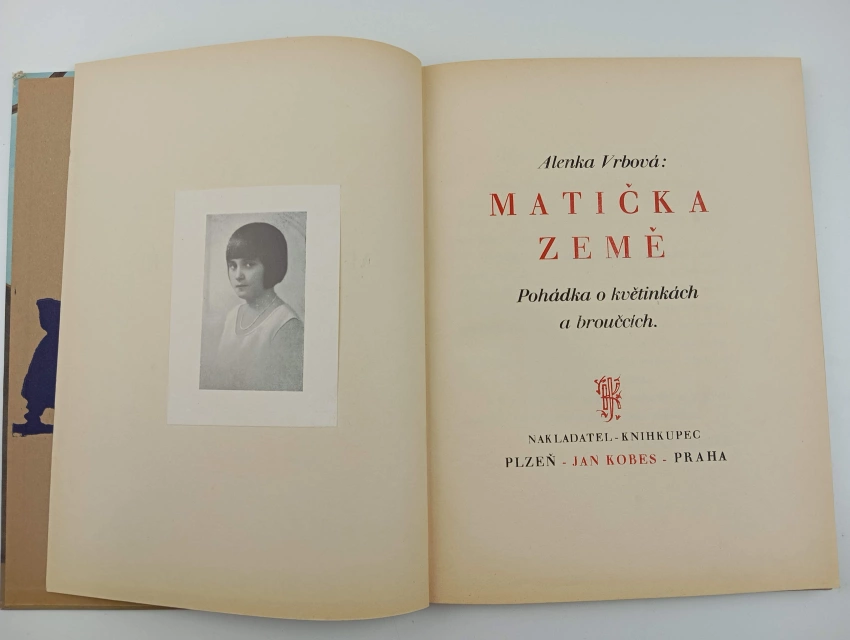 Alenka Vrbová:
MATIČKA
ZEMĚ
Pohádka o květinkách
a broučcích.
NAKLADATEL-KNIHKUPEC
PLZEŇ - JAN KOBES - PRAHA